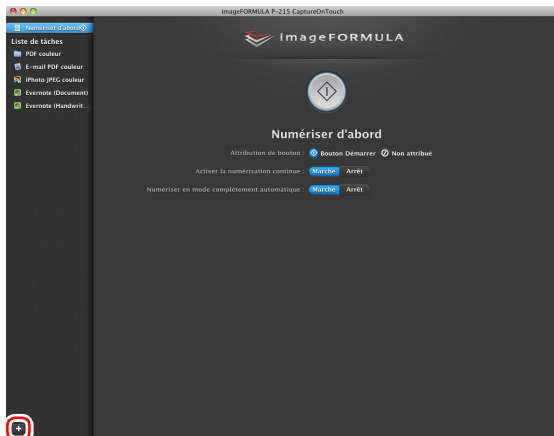 imageFORMULA P-215 CaptureOnTouch
Numériser d'abord
Liste de tâches
PDF couleur
E-mail PDF couleur
iPhoto JPEG couleur
Evernote (Document)
Evernote (Handwrit...
imageFORMULA
Numériser d'abord
Attribution de bouton : Bouton Démarrer Non attribué
Activer la numérisation continue : Marche Arrêt
Numériser en mode complètement automatique : Marche Arrêt